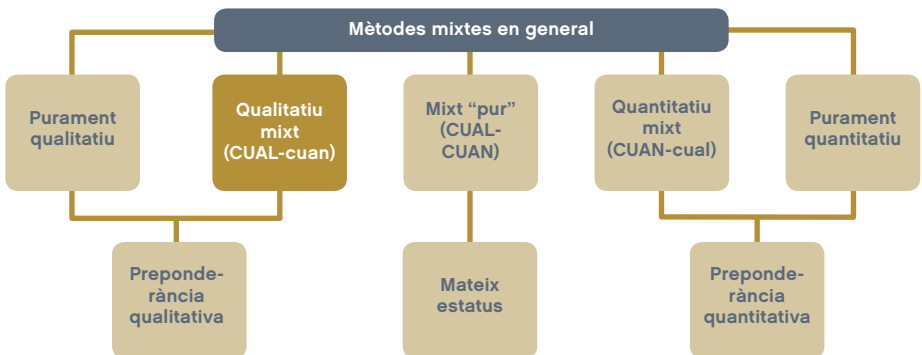 Mètodes mixtes en general
Purament
qualitatiu
Qualitatiu
mixt
(CUAL-cuan)
Mixt “pur”
(CUAL-
CUAN)
Quantitatiu
mixt
(CUAN-cual)
Purament
quantitatiu
Preponde-
rància
qualitativa
Mateix
estatus
Preponde-
rància
quantitativa